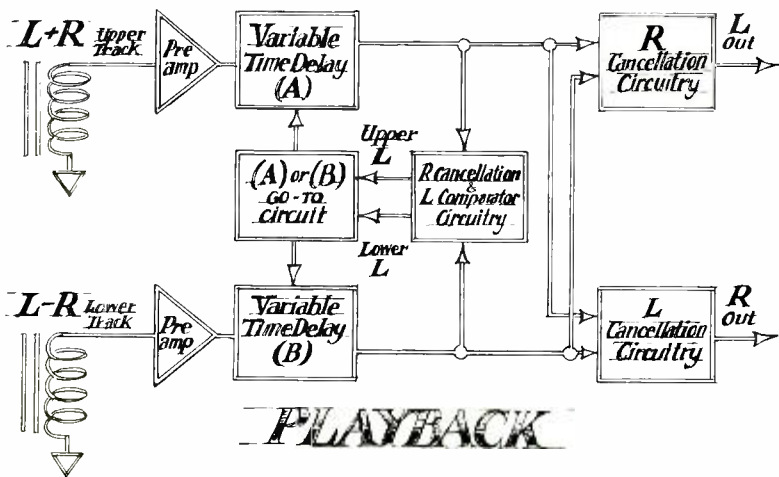 L+R
Upper
Track
Pre
amp
Variable
Time Delay
(A)
R
Cancellation
Circuitry
L
Out
(A) or (B)
GO-TO
Circuit
Upper
L
Lower
L
R cancellation
&
L Comparator
Circuitry
L-R
Lower
Track
Pre
amp
Variable
Time Delay
(B)
L
Cancellation
Circuitry
R
Out
PLAYBACK